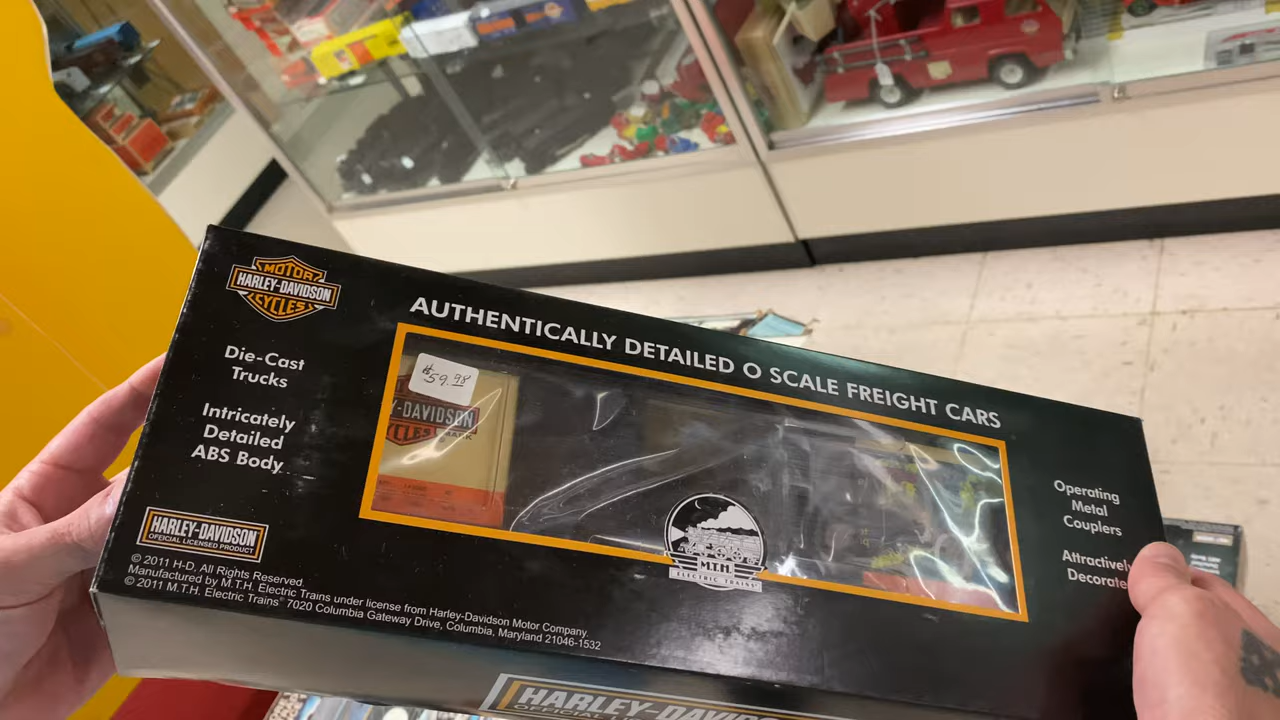 MOTOR
HARLEY-DAVIDSON
CYCLES
AUTHENTICALLY DETAILED O SCALE FREIGHT CARS
Die-Cast
Trucks
Intricately
Detailed
ABS Body
$59.98
Y-DAVIDSON
CLES
Operating
Metal
Couplers
Attractively
Decorate
HARLEY-DAVIDSON
OFFICIAL LICENSED PRODUCT
M.T.H.
ELECTRIC TRAINS
© 2011 H-D, All Rights Reserved.
Manufactured by M.T.H. Electric Trains under license from Harley-Davidson Motor Company.
© 2011 M.T.H. Electric Trains® 7020 Columbia Gateway Drive, Columbia, Maryland 21046-1532
HARLEY-DAVIDSON